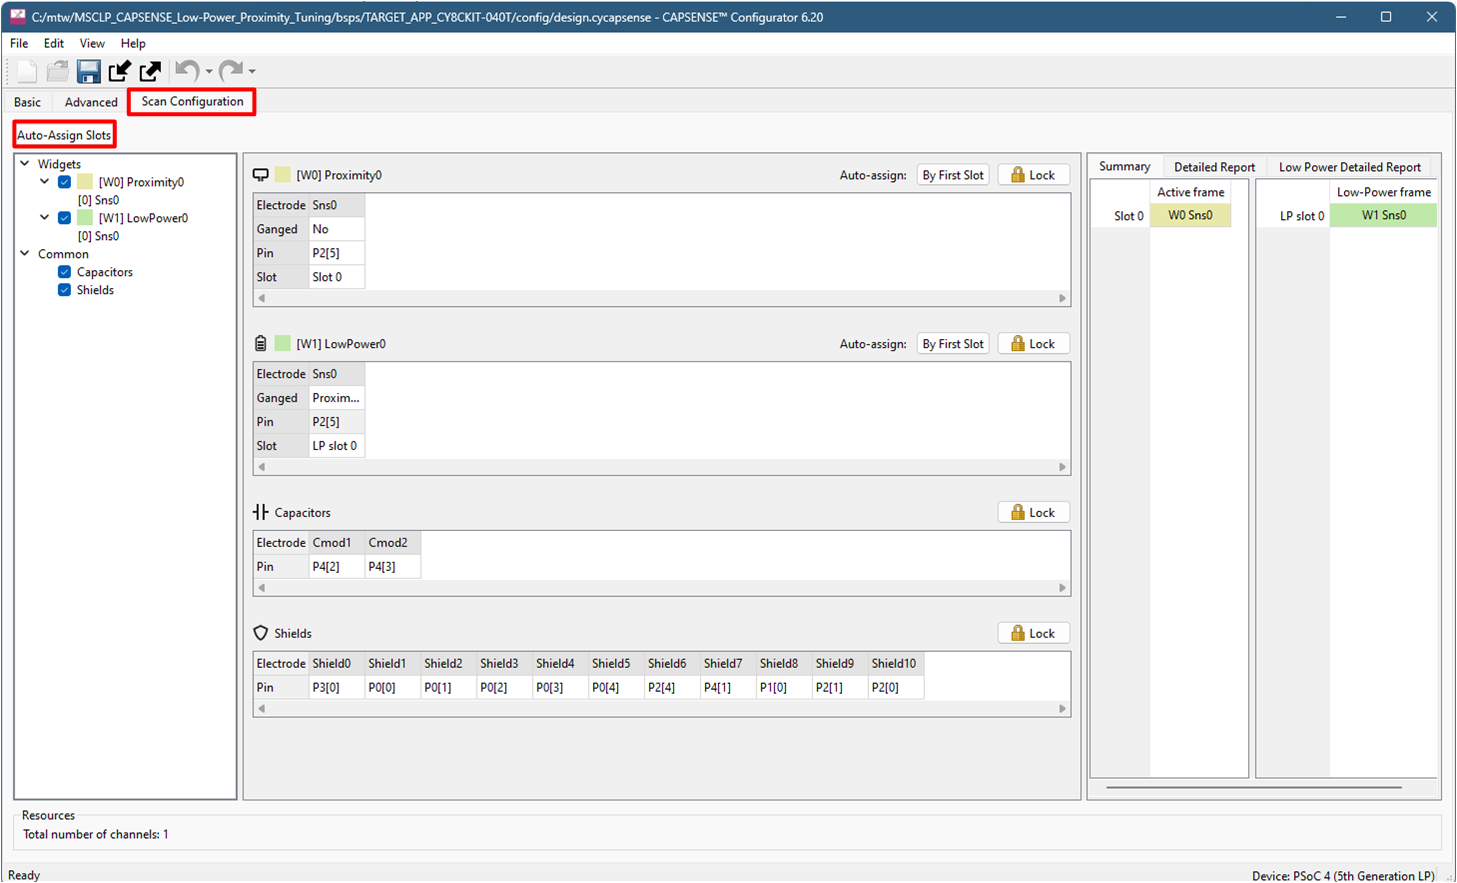 C:/mtw/MSCLP_CAPSENSE_Low-Power_Proximity_Tuning/bsps/TARGET_APP_CY8CKIT-040T/config/design.cycapsense - CAPSENSE™ Configurator 6.20
File Edit View Help
Basic Advanced Scan Configuration
Auto-Assign Slots
Widgets
[W0] Proximity0
[0] Sns0
[W1] LowPower0
[0] Sns0
Common
Capacitors
Shields
[W0] Proximity0 Auto-assign: By First Slot Lock
Electrode Sns0
Ganged No
Pin P2[5]
Slot Slot 0
[W1] LowPower0 Auto-assign: By First Slot Lock
Electrode Sns0
Ganged Proxim...
Pin P2[5]
Slot LP slot 0
Capacitors Lock
Electrode Cmod1 Cmod2
Pin P4[2] P4[3]
Shields Lock
Electrode Shield0 Shield1 Shield2 Shield3 Shield4 Shield5 Shield6 Shield7 Shield8 Shield9 Shield10
Pin P3[0] P0[0] P0[1] P0[2] P0[3] P0[4] P2[4] P4[1] P1[0] P2[1] P2[0]
Summary Detailed Report Low Power Detailed Report
Active frame Low-Power frame
Slot 0 W0 Sns0 LP slot 0 W1 Sns0
Resources
Total number of channels: 1
Ready Device: PSoC 4 (5th Generation LP)